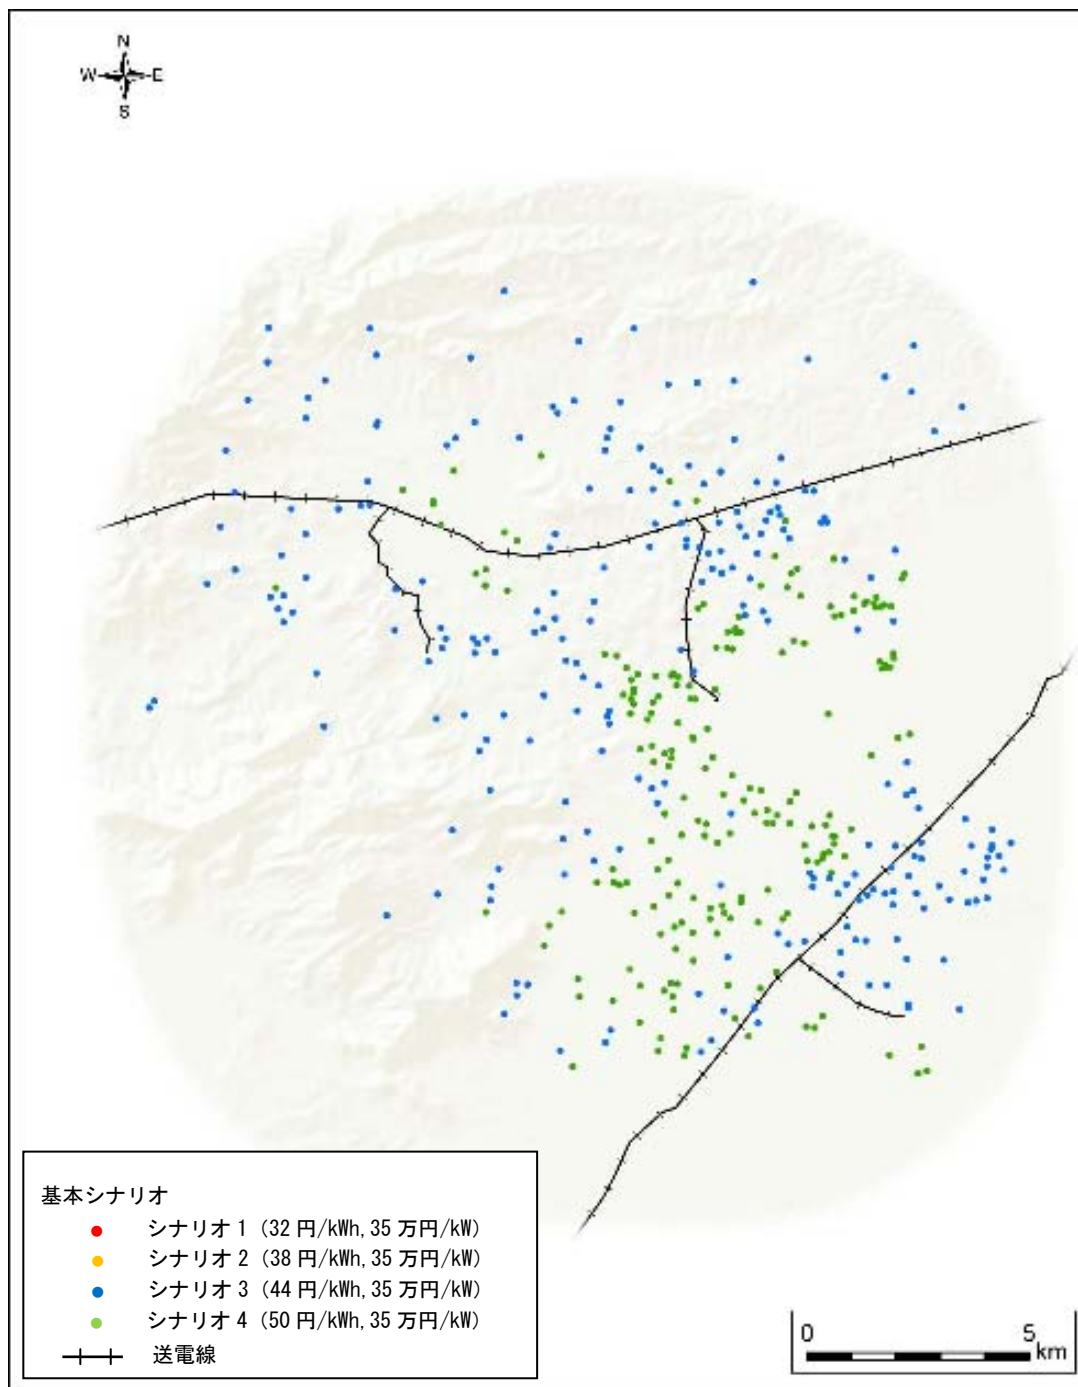 N
W E
S
基本シナリオ
シナリオ 1 (32 円/kWh, 35 万円/kW)
シナリオ 2 (38 円/kWh, 35 万円/kW)
シナリオ 3 (44 円/kWh, 35 万円/kW)
シナリオ 4 (50 円/kWh, 35 万円/kW)
送電線
0 5
km